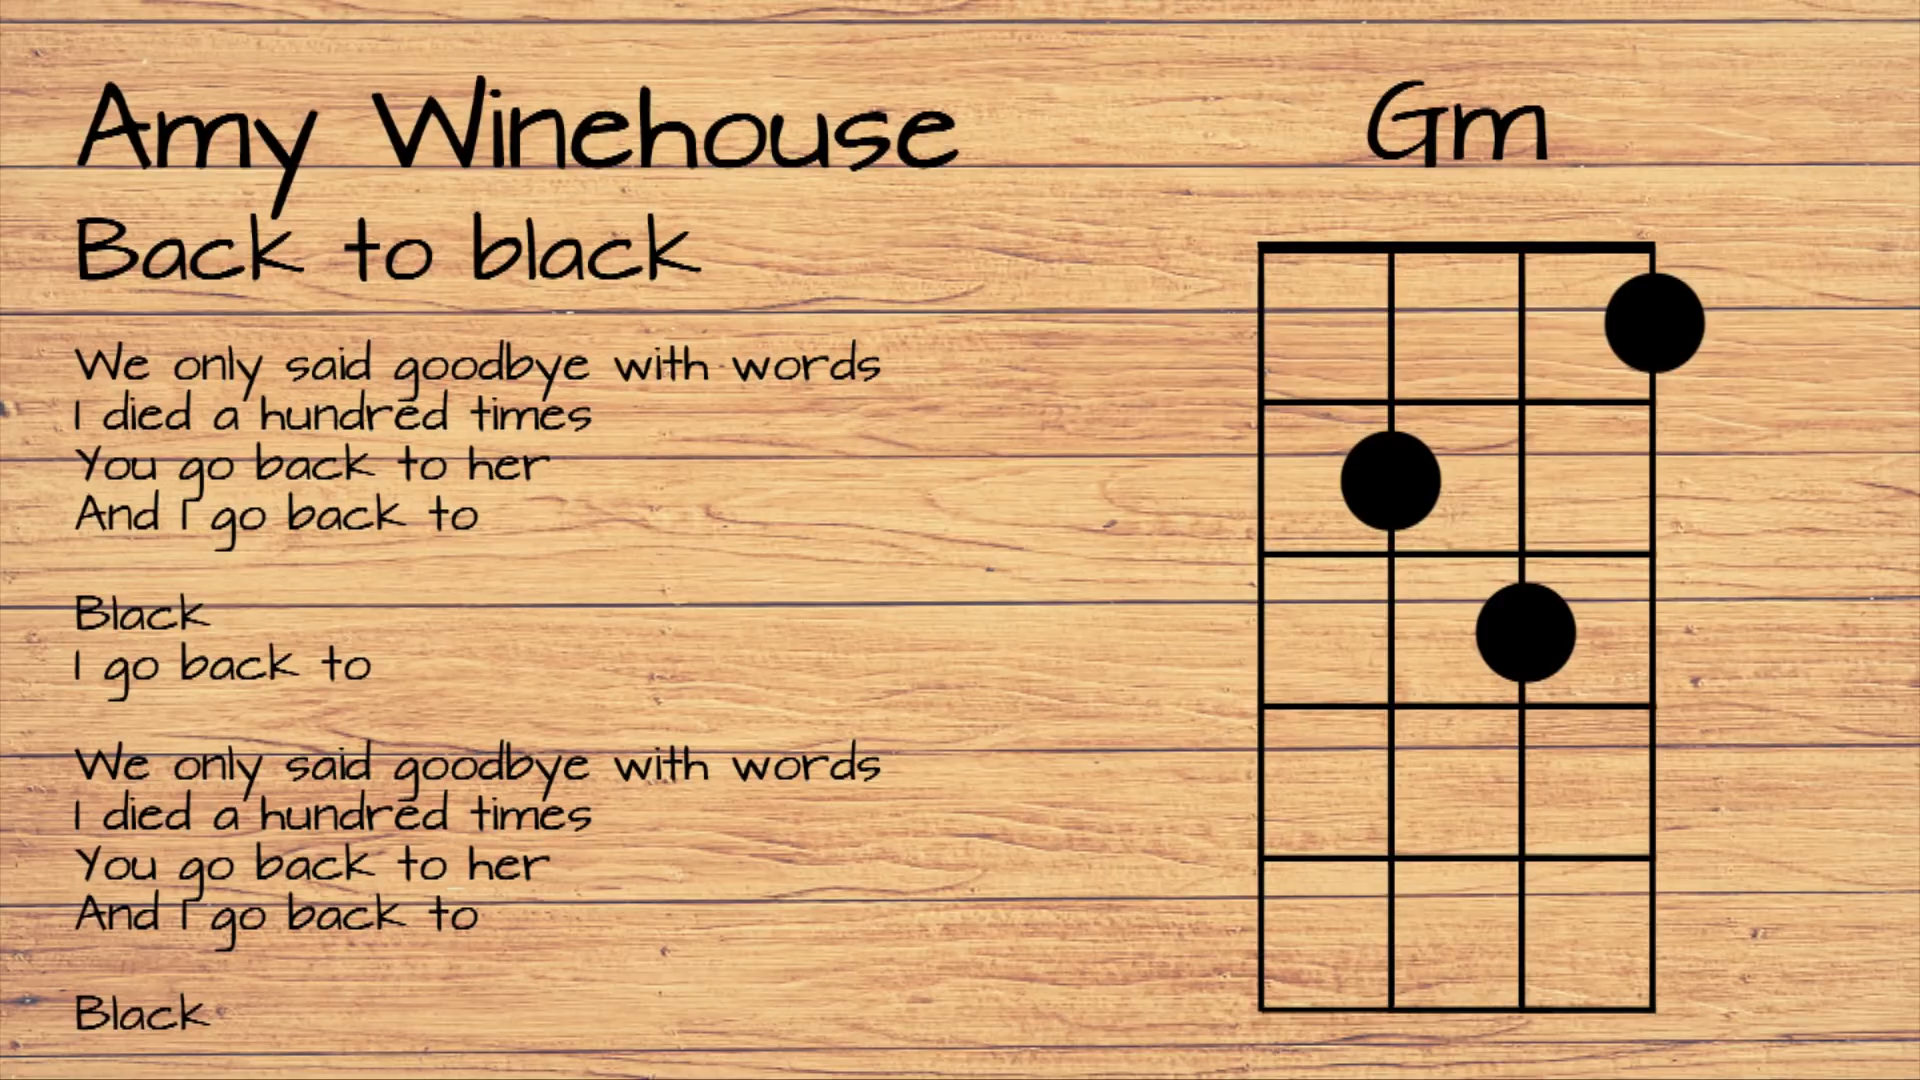 Amy Winehouse
Back to black
We only said goodbye with words
I died a hundred times
You go back to her
And I go back to
Black
I go back to
We only said goodbye with words
I died a hundred times
You go back to her
And I go back to
Black
Gm